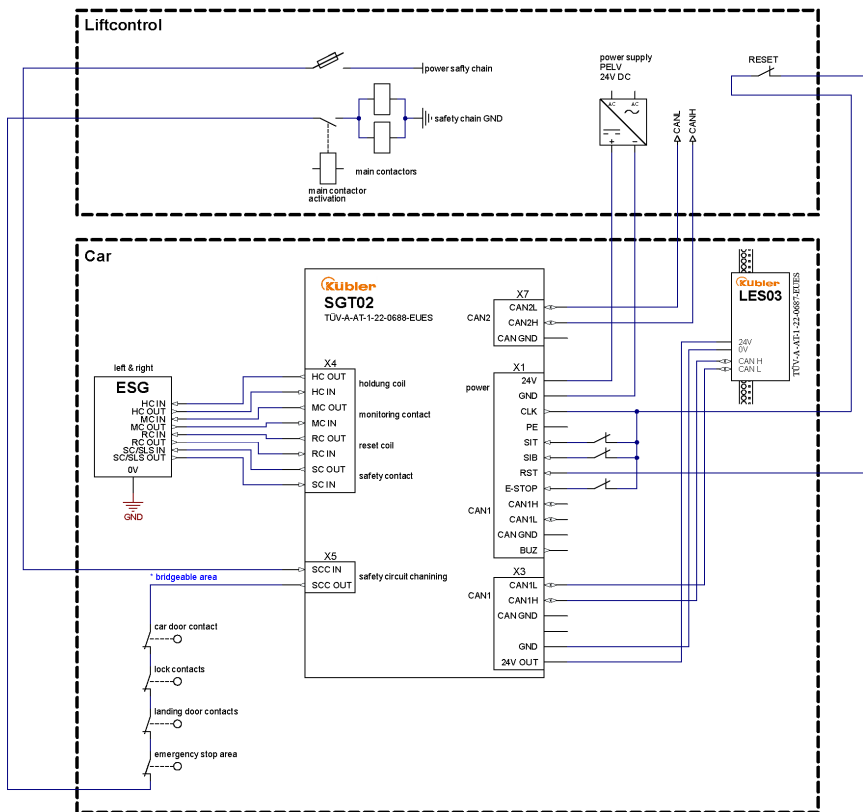 Liftcontrol
power safty chain
safety chain GND
main contactors
main contactor
activation
power supply
PELV
24V DC
AC
AC
+
-
CANL
CANH
RESET
Car
Kübler
SGT02
TÜV-A-AT-1-22-0688-EUES
X4
HC OUT
HC IN
MC OUT
MC IN
RC OUT
RC IN
SC OUT
SC IN
holdung coil
monitoring contact
reset coil
safety contact
left & right
ESG
HC IN
HC OUT
MC IN
MC OUT
RC IN
RC OUT
SC/SLS IN
SC/SLS OUT
0V
GND
X5
SCC IN
SCC OUT
safety circuit chanining
* bridgeable area
car door contact
lock contacts
landing door contacts
emergency stop area
X7
CAN2
CAN2L
CAN2H
CAN GND
X1
power
24V
GND
CLK
PE
SIT
SIB
RST
E-STOP
CAN1
CAN1H
CAN1L
CAN GND
BUZ
X3
CAN1
CAN1L
CAN1H
CAN GND
GND
24V OUT
Kübler
LES03
24V
0V
CAN H
CAN L
TÜV-A-AT-1-22-0687-EUES